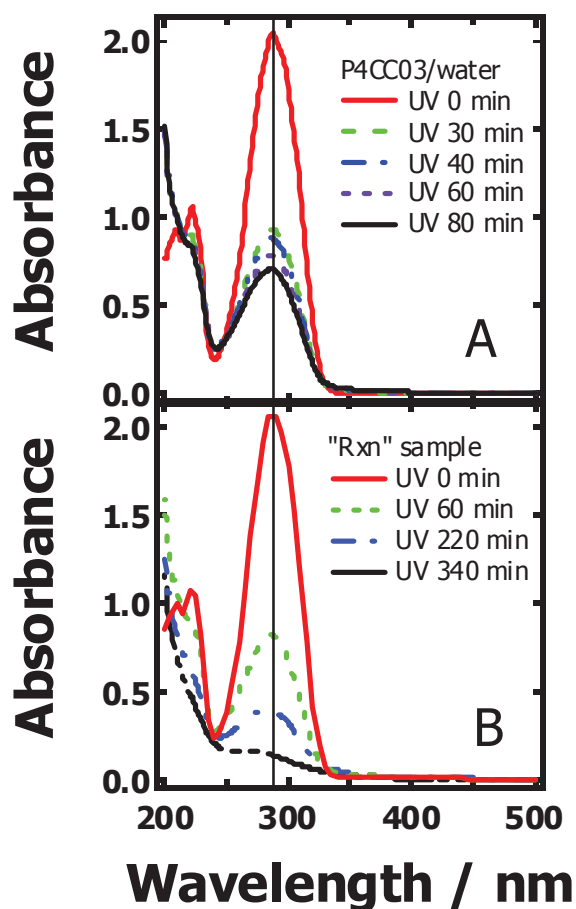 Absorbance
2.0
1.5
1.0
0.5
0.0
P4CC03/water
UV 0 min
UV 30 min
UV 40 min
UV 60 min
UV 80 min
A
Absorbance
2.0
1.5
1.0
0.5
0.0
"Rxn" sample
UV 0 min
UV 60 min
UV 220 min
UV 340 min
B
200 300 400 500
Wavelength / nm